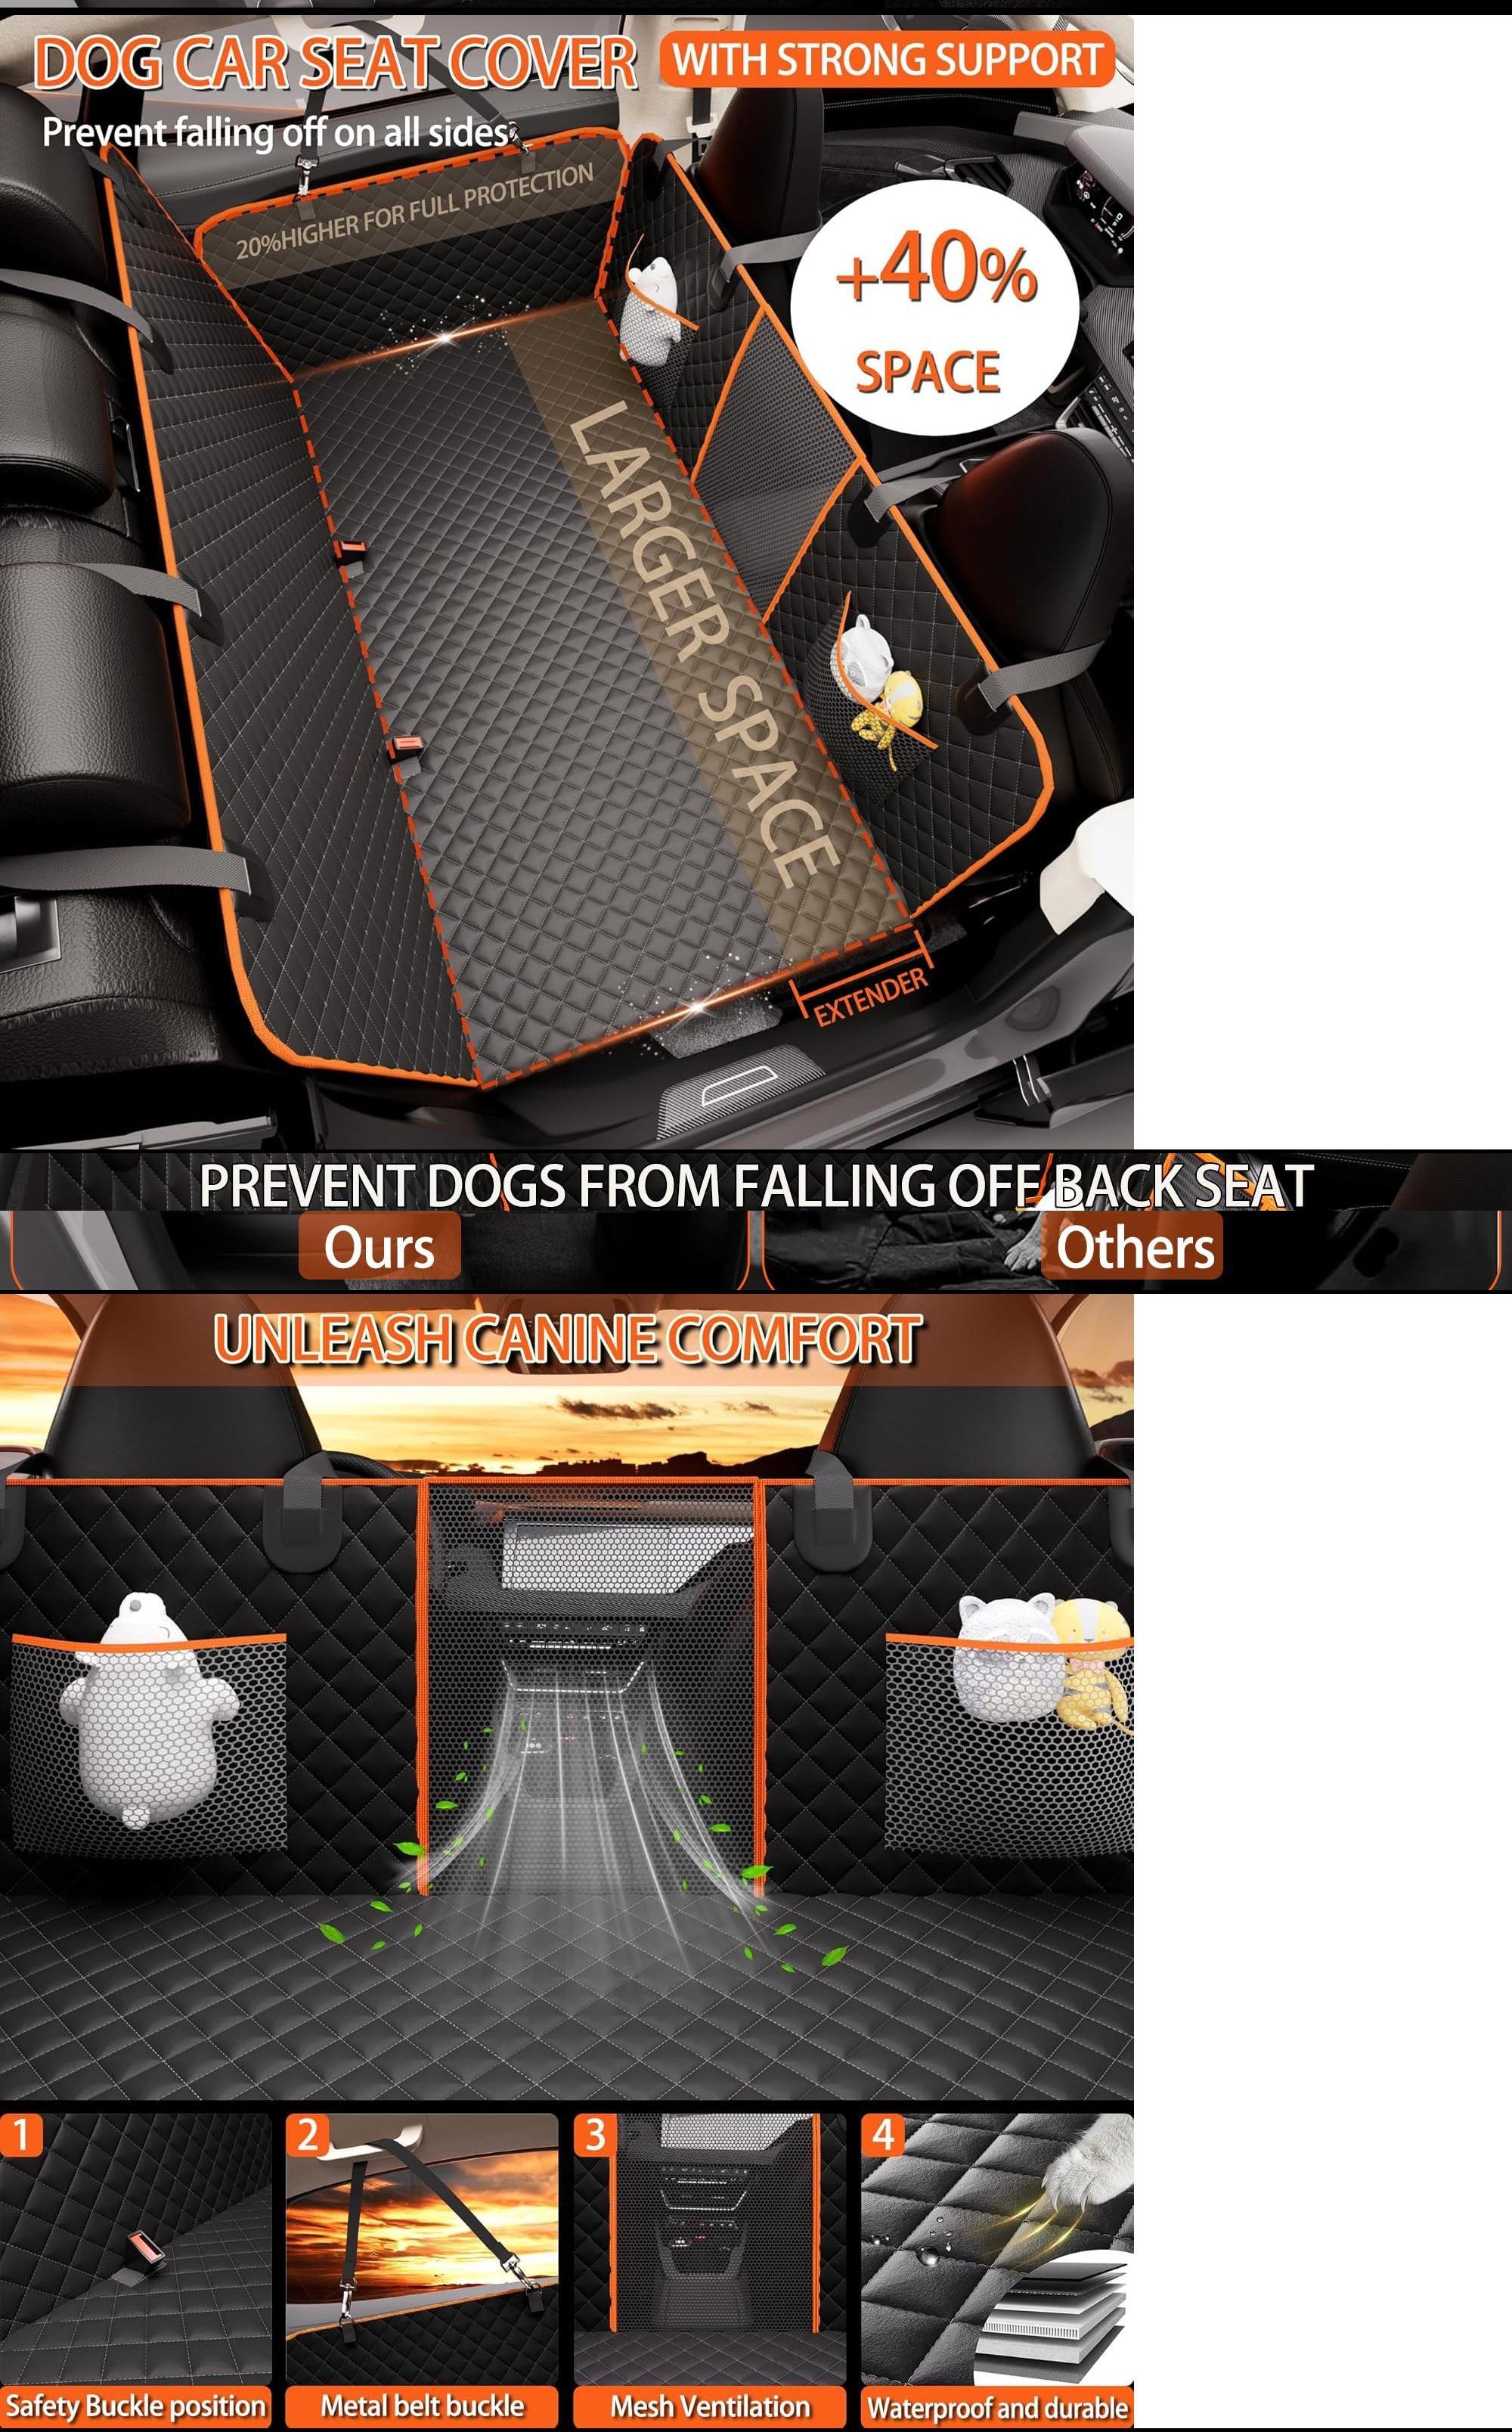 DOG CAR SEAT COVER
WITH STRONG SUPPORT
Prevent falling off on all sides
20%HIGHER FOR FULL PROTECTION
+40%
SPACE
LARGER SPACE
EXTENDER
PREVENT DOGS FROM FALLING OFF BACK SEAT
Ours
Others
UNLEASH CANINE COMFORT
1
2
3
4
Safety Buckle position
Metal belt buckle
Mesh Ventilation
Waterproof and durable